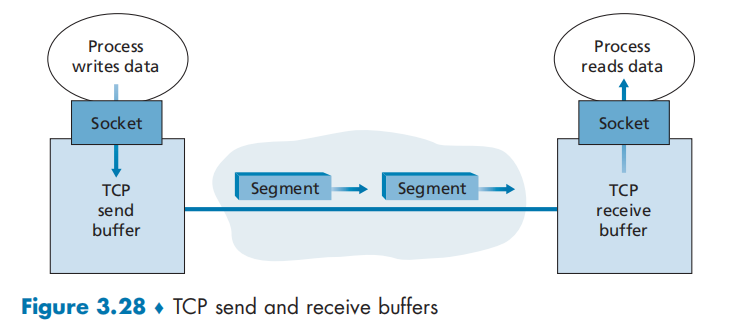 Process
writes data
Socket
TCP
send
buffer
Segment
Segment
Process
reads data
Socket
TCP
receive
buffer
Figure 3.28 ♦ TCP send and receive buffers